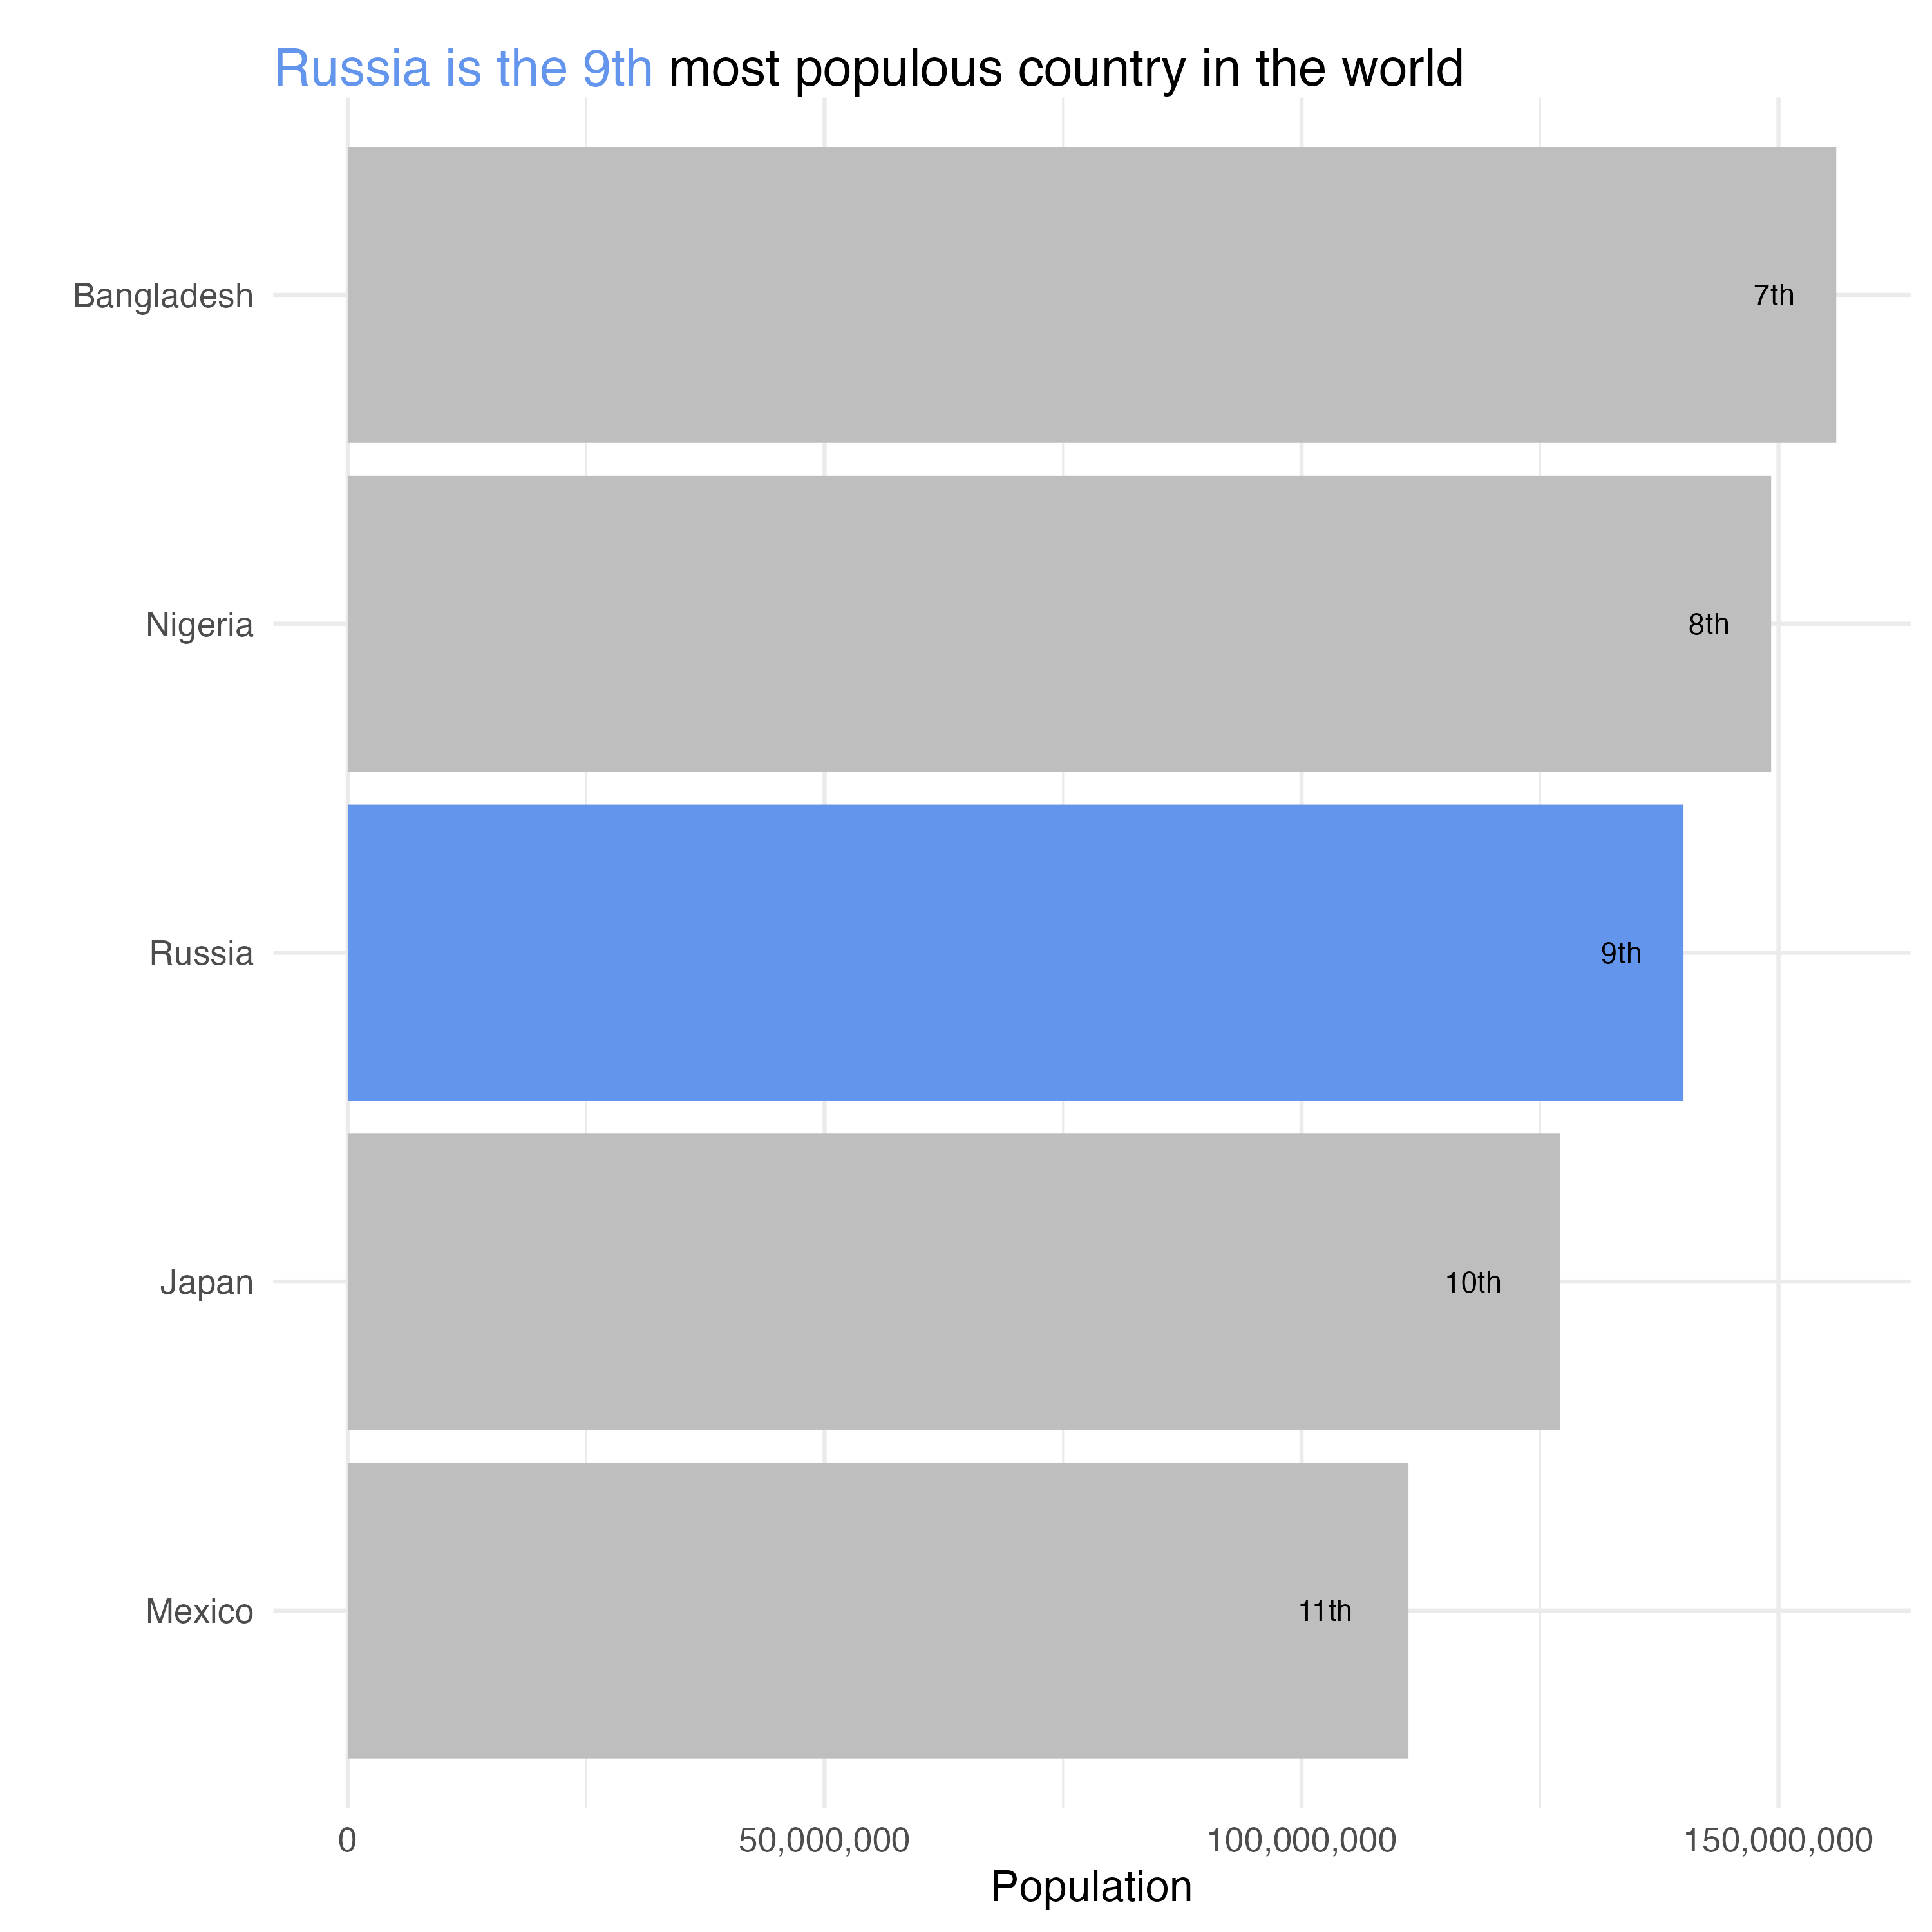 Russia is the 9th most populous country in the world
Bangladesh
7th
Nigeria
8th
Russia
9th
Japan
10th
Mexico
11th
0 50,000,000 100,000,000 150,000,000
Population